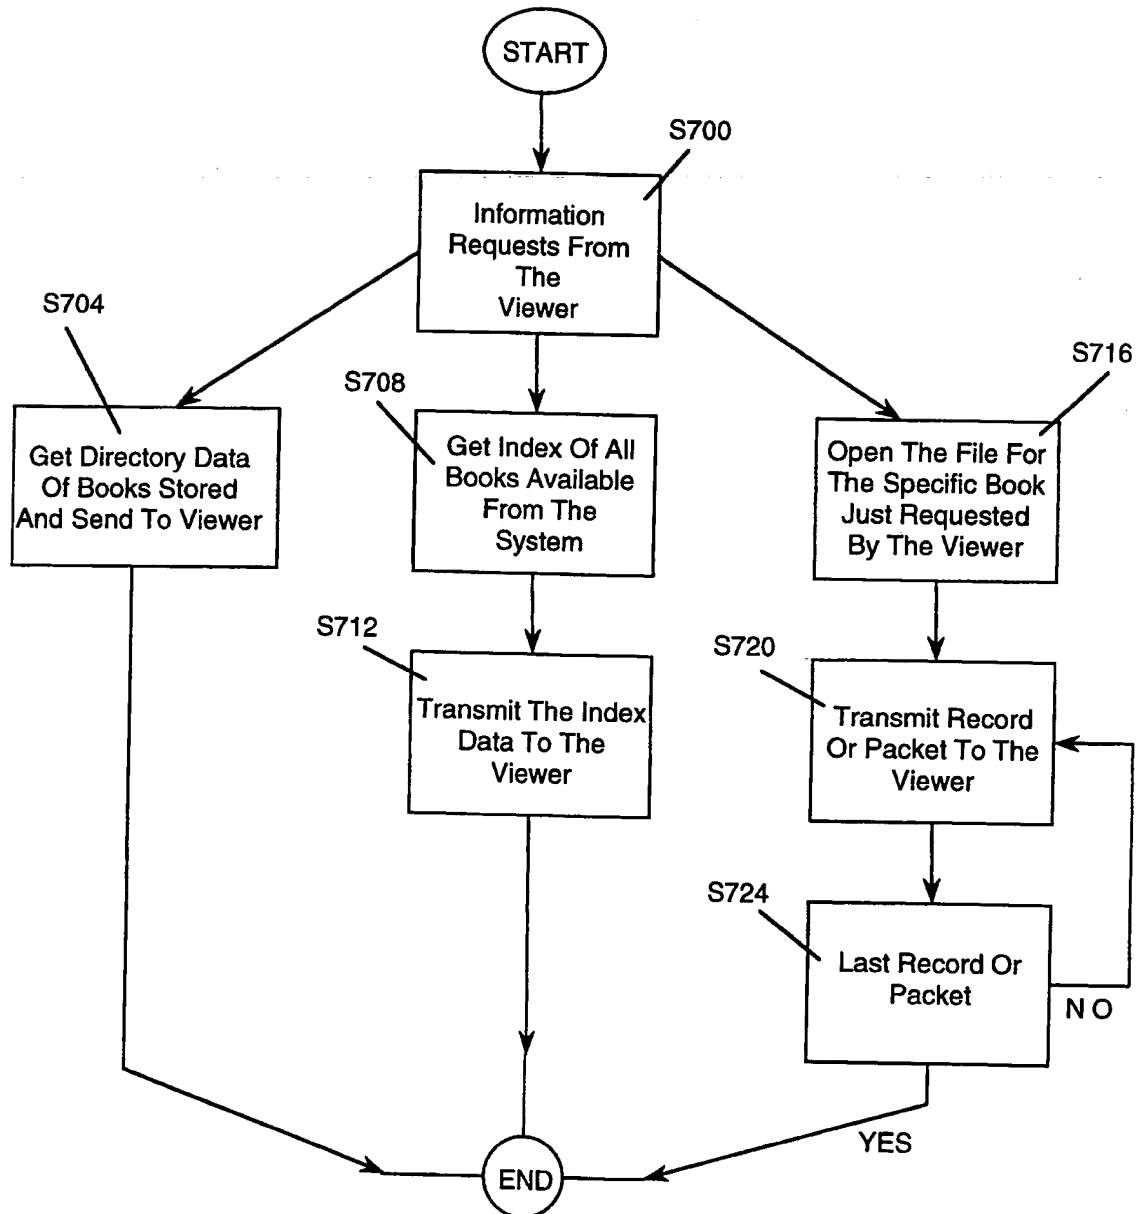 START
S700
Information
Requests From
The
Viewer
S704
Get Directory Data
Of Books Stored
And Send To Viewer
S708
Get Index Of All
Books Available
From The
System
S716
Open The File For
The Specific Book
Just Requested
By The Viewer
S712
Transmit The Index
Data To The
Viewer
S720
Transmit Record
Or Packet To The
Viewer
S724
Last Record Or
Packet
NO
YES
END